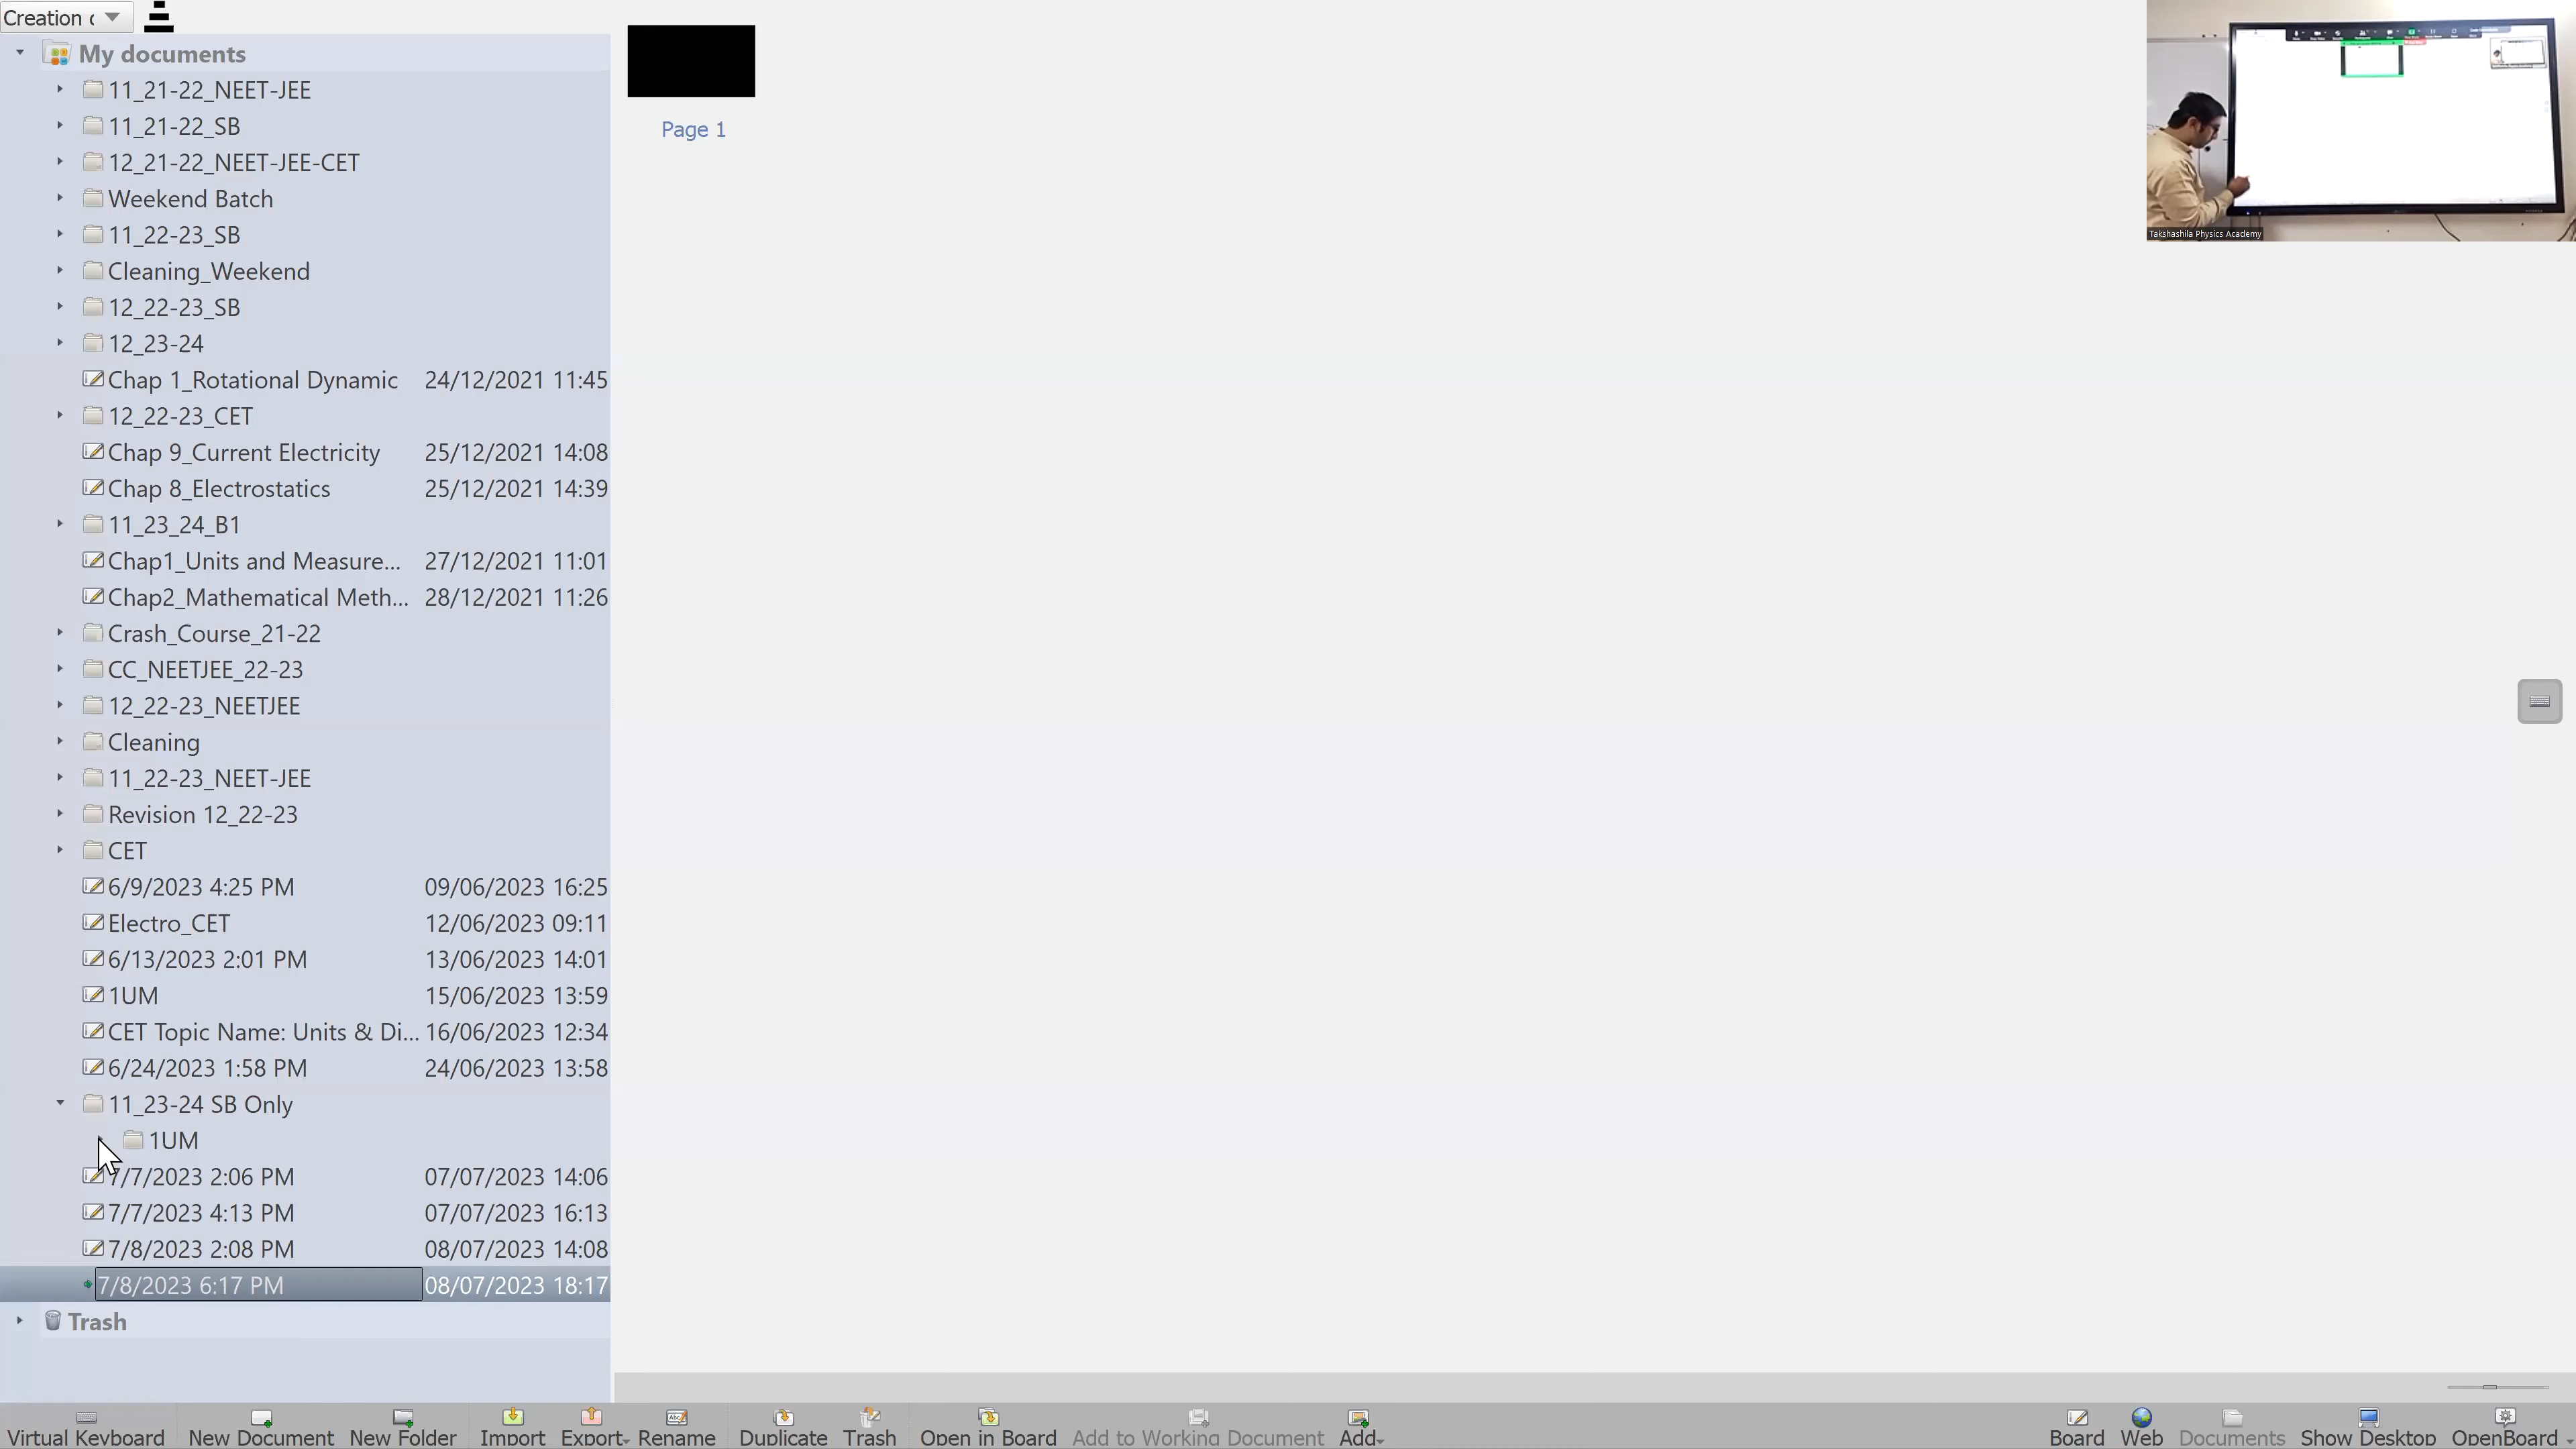 Creation
My documents
11_21-22_NEET-JEE
11_21-22_SB
12_21-22_NEET-JEE-CET
Weekend Batch
11_22-23_SB
Cleaning_Weekend
12_22-23_SB
12_23-24
Chap 1_Rotational Dynamic 24/12/2021 11:45
12_22-23_CET
Chap 9_Current Electricity 25/12/2021 14:08
Chap 8_Electrostatics 25/12/2021 14:39
11_23_24_B1
Chap1_Units and Measure... 27/12/2021 11:01
Chap2_Mathematical Meth... 28/12/2021 11:26
Crash_Course_21-22
CC_NEETJEE_22-23
12_22-23_NEETJEE
Cleaning
11_22-23_NEET-JEE
Revision 12_22-23
CET
6/9/2023 4:25 PM 09/06/2023 16:25
Electro_CET 12/06/2023 09:11
6/13/2023 2:01 PM 13/06/2023 14:01
1UM 15/06/2023 13:59
CET Topic Name: Units & Di... 16/06/2023 12:34
6/24/2023 1:58 PM 24/06/2023 13:58
11_23-24 SB Only
1UM
7/7/2023 2:06 PM 07/07/2023 14:06
7/7/2023 4:13 PM 07/07/2023 16:13
7/8/2023 2:08 PM 08/07/2023 14:08
7/8/2023 6:17 PM 08/07/2023 18:17
Trash
Page 1
Takshashila Physics Academy
Virtual Keyboard New Document New Folder Import Export Rename Duplicate Trash Open in Board Add to Working Document Add Board Web Documents Show Desktop OpenBoard